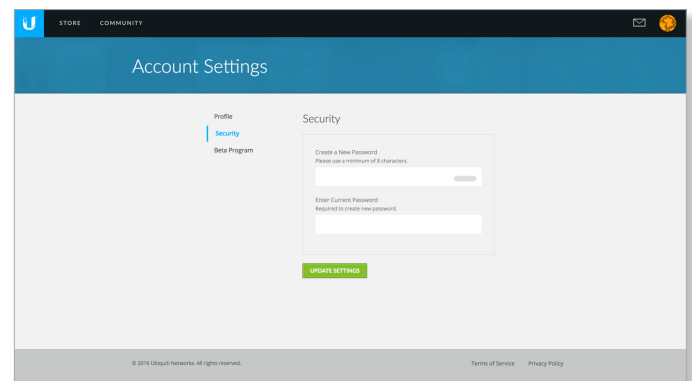 STORE COMMUNITY
Account Settings
Profile
Security
Beta Program
Security
Create a New Password
Please use a minimum of 8 characters.
Enter Current Password
Required to create new password.
UPDATE SETTINGS
© 2016 Ubiquiti Networks. All rights reserved.
Terms of Service Privacy Policy